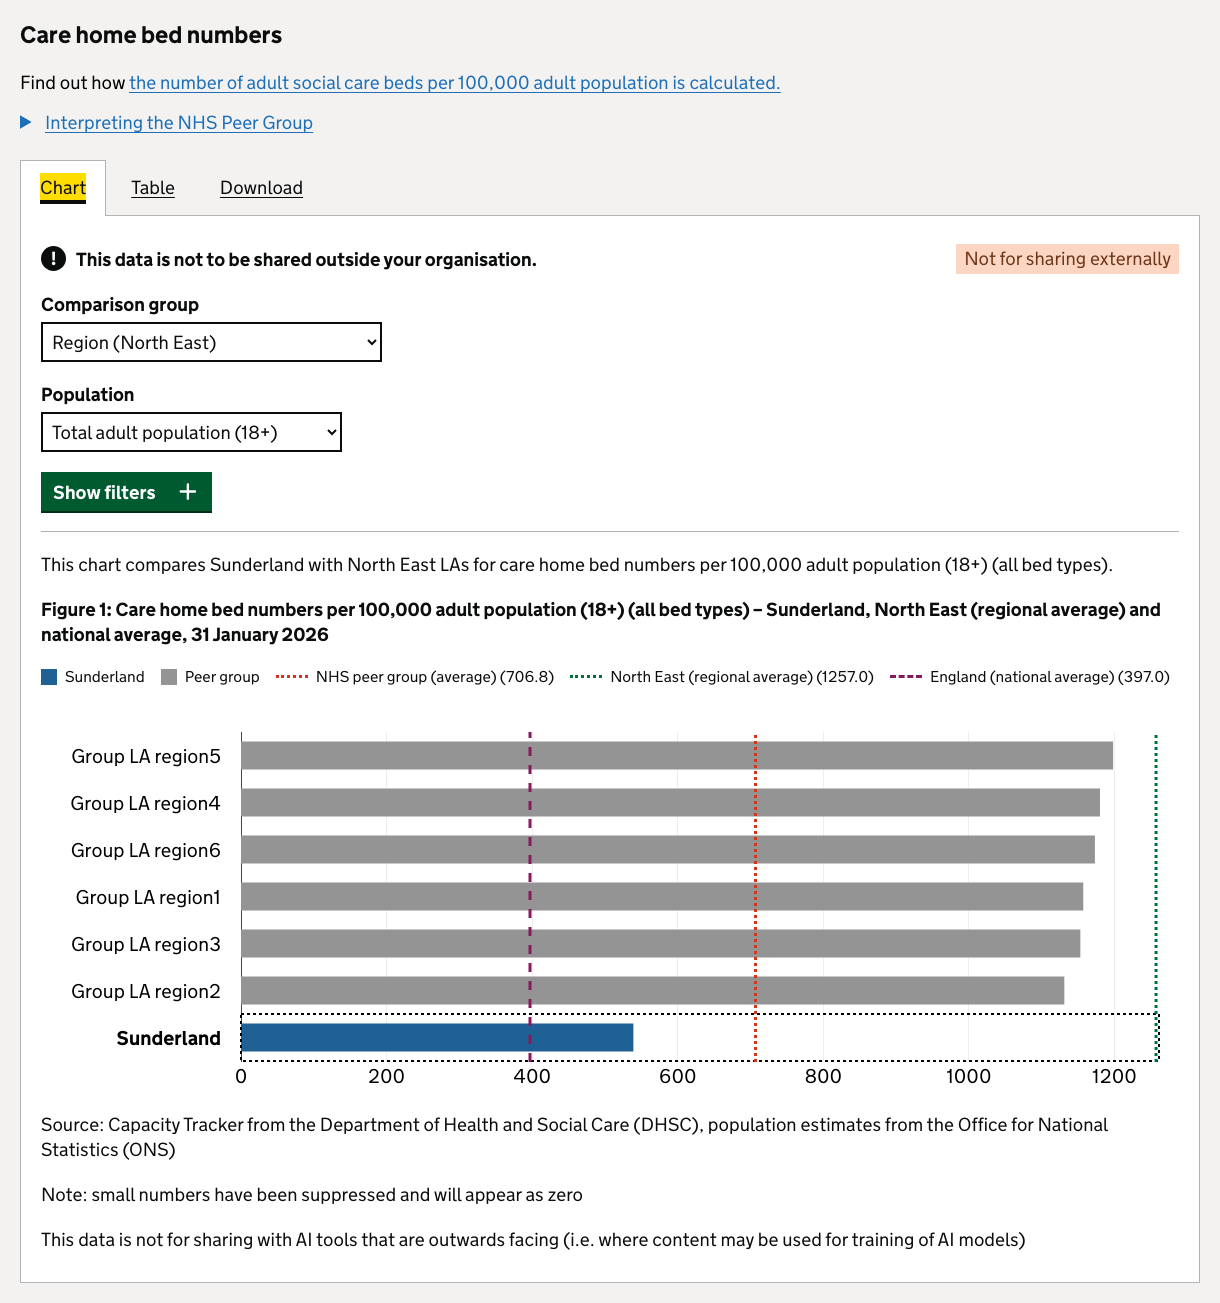 Care home bed numbers
Find out how the number of adult social care beds per 100,000 adult population is calculated.
Interpreting the NHS Peer Group
Chart
Table
Download
This data is not to be shared outside your organisation.
Not for sharing externally
Comparison group
Region (North East)
Population
Total adult population (18+)
Show filters
This chart compares Sunderland with North East LAs for care home bed numbers per 100,000 adult population (18+) (all bed types).
Figure 1: Care home bed numbers per 100,000 adult population (18+) (all bed types) – Sunderland, North East (regional average) and
national average, 31 January 2026
Sunderland
Peer group
NHS peer group (average) (706.8)
North East (regional average) (1257.0)
England (national average) (397.0)
Group LA region5
Group LA region4
Group LA region6
Group LA region1
Group LA region3
Group LA region2
Sunderland
0 200 400 600 800 1000 1200
Source: Capacity Tracker from the Department of Health and Social Care (DHSC), population estimates from the Office for National
Statistics (ONS)
Note: small numbers have been suppressed and will appear as zero
This data is not for sharing with AI tools that are outwards facing (i.e. where content may be used for training of AI models)